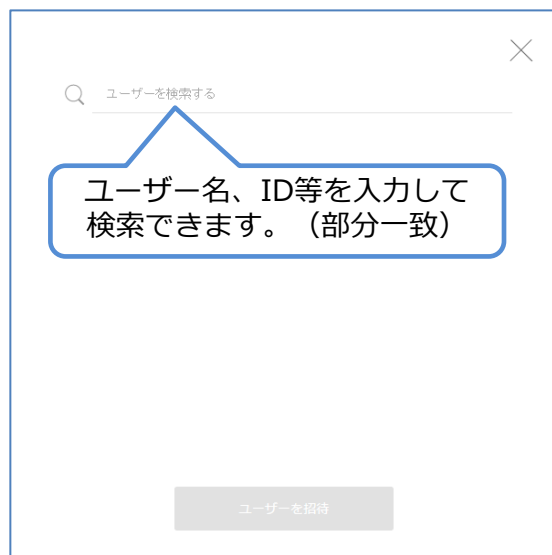 ユーザーを検索する
ユーザー名、ID等を入力して
検索できます。（部分一致）
ユーザーを招待